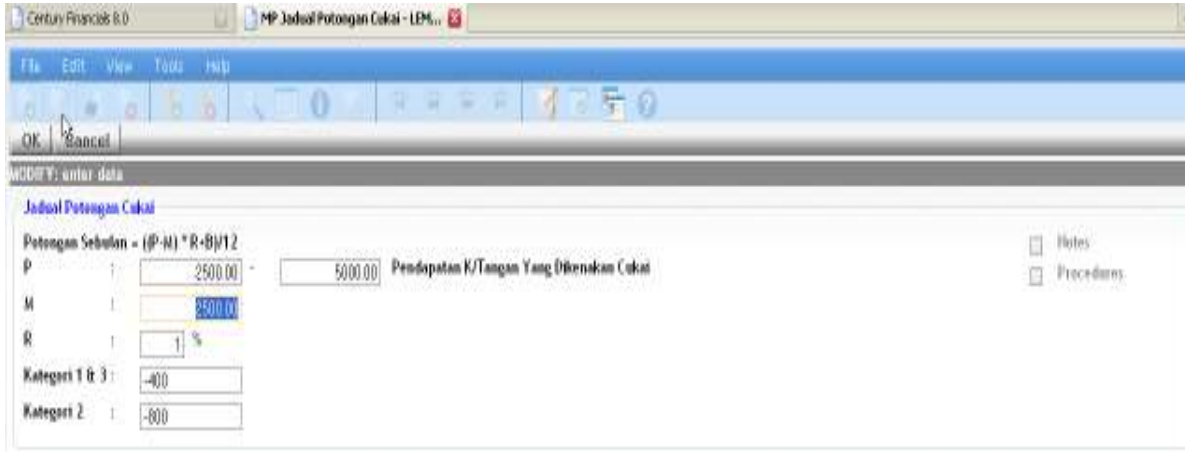 Century Financials 8.0
MP Jadual Potongan Cukai - LEM...
File Edit View Tools Help
OK Cancel
MODIFY: enter data
Jadual Potongan Cukai
Potongan Sebulan = ((P-M) * R+B)/12
P : 2500.00 - 5000.00 Pendapatan K/Tangan Yang Dikenakan Cukai
M : 2500.00
R : 1 %
Kategori 1 & 3 : -400
Kategori 2 : -800
Notes
Procedures